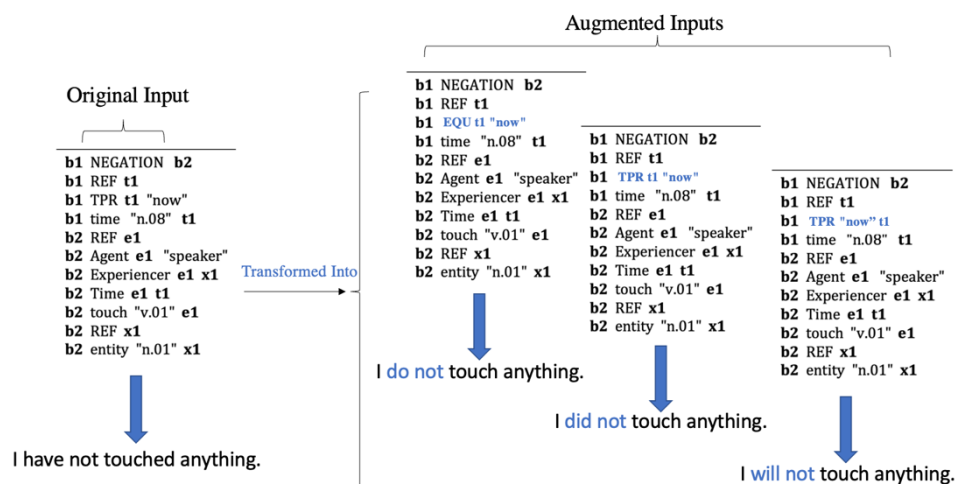 Augmented Inputs
Original Input
b1 NEGATION b2
b1 REF t1
b1 TPR t1 "now"
b1 time "n.08" t1
b2 REF e1
b2 Agent e1 "speaker"
b2 Experiencer e1 x1
b2 Time e1 t1
b2 touch "v.01" e1
b2 REF x1
b2 entity "n.01" x1
I have not touched anything.
Transformed Into
b1 NEGATION b2
b1 REF t1
b1 EQU t1 "now"
b1 time "n.08" t1
b2 REF e1
b2 Agent e1 "speaker"
b2 Experiencer e1 x1
b2 Time e1 t1
b2 touch "v.01" e1
b2 REF x1
b2 entity "n.01" x1
I do not touch anything.
b1 NEGATION b2
b1 REF t1
b1 TPR t1 "now"
b1 time "n.08" t1
b2 REF e1
b2 Agent e1 "speaker"
b2 Experiencer e1 x1
b2 Time e1 t1
b2 touch "v.01" e1
b2 REF x1
b2 entity "n.01" x1
I did not touch anything.
b1 NEGATION b2
b1 REF t1
b1 TPR "now” t1
b1 time "n.08" t1
b2 REF e1
b2 Agent e1 "speaker"
b2 Experiencer e1 x1
b2 Time e1 t1
b2 touch "v.01" e1
b2 REF x1
b2 entity "n.01" x1
I will not touch anything.